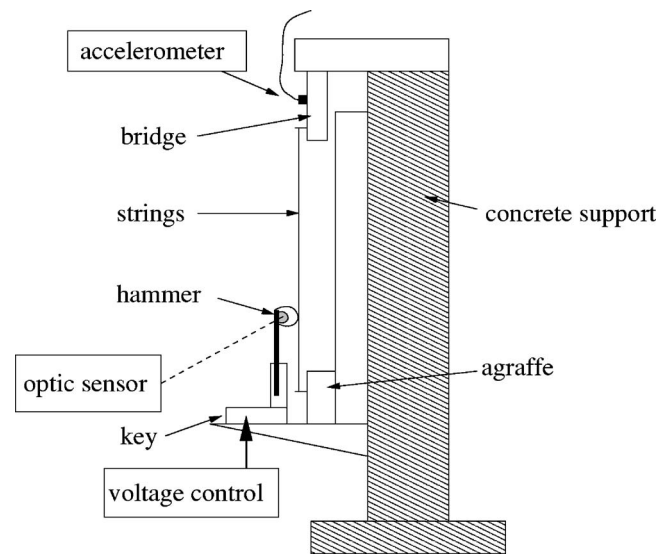 accelerometer
bridge
strings
concrete support
hammer
optic sensor
agraffe
key
voltage control